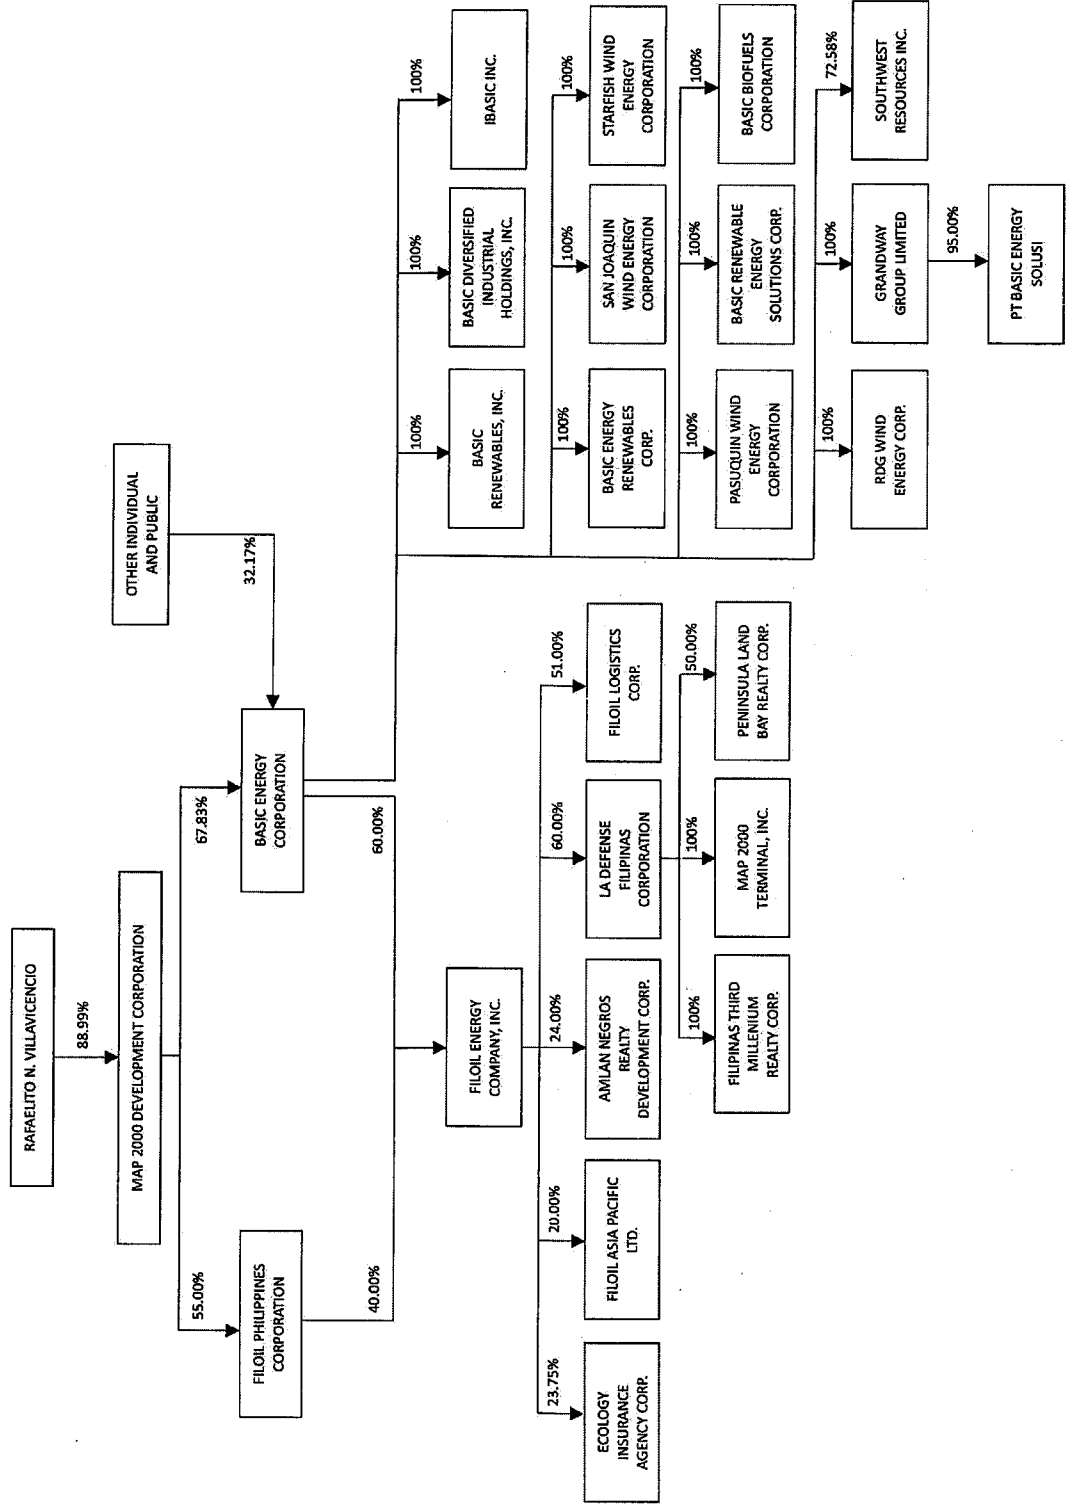 RAFAELITO N. VILLAVICENCIO
88.99%
MAP 2000 DEVELOPMENT CORPORATION
55.00%
67.83%
OTHER INDIVIDUAL
AND PUBLIC
32.17%
FILOIL PHILIPPINES
CORPORATION
BASIC ENERGY
CORPORATION
40.00%
60.00%
FILOIL ENERGY
COMPANY, INC.
23.75%
20.00%
24.00%
60.00%
51.00%
ECOLOGY
INSURANCE
AGENCY CORP.
FILOIL ASIA PACIFIC
LTD.
AMLAN NEGROS
REALTY
DEVELOPMENT CORP.
LA DEFENSE
FILIPINAS
CORPORATION
FILOIL LOGISTICS
CORP.
100%
100%
50.00%
FILIPINAS THIRD
MILLENIUM
REALTY CORP.
MAP 2000
TERMINAL, INC.
PENINSULA LAND
BAY REALTY CORP.
100%
100%
100%
BASIC
RENEWABLES, INC.
BASIC DIVERSIFIED
INDUSTRIAL
HOLDINGS, INC.
IBASIC INC.
100%
100%
100%
BASIC ENERGY
RENEWABLES
CORP.
SAN JOAQUIN
WIND ENERGY
CORPORATION
STARFISH WIND
ENERGY
CORPORATION
100%
100%
100%
PASUQUIN WIND
ENERGY
CORPORATION
BASIC RENEWABLE
ENERGY
SOLUTIONS CORP.
BASIC BIOFUELS
CORPORATION
100%
100%
72.58%
RDG WIND
ENERGY CORP.
GRANDWAY
GROUP LIMITED
SOUTHWEST
RESOURCES INC.
95.00%
PT BASIC ENERGY
SOLUSI